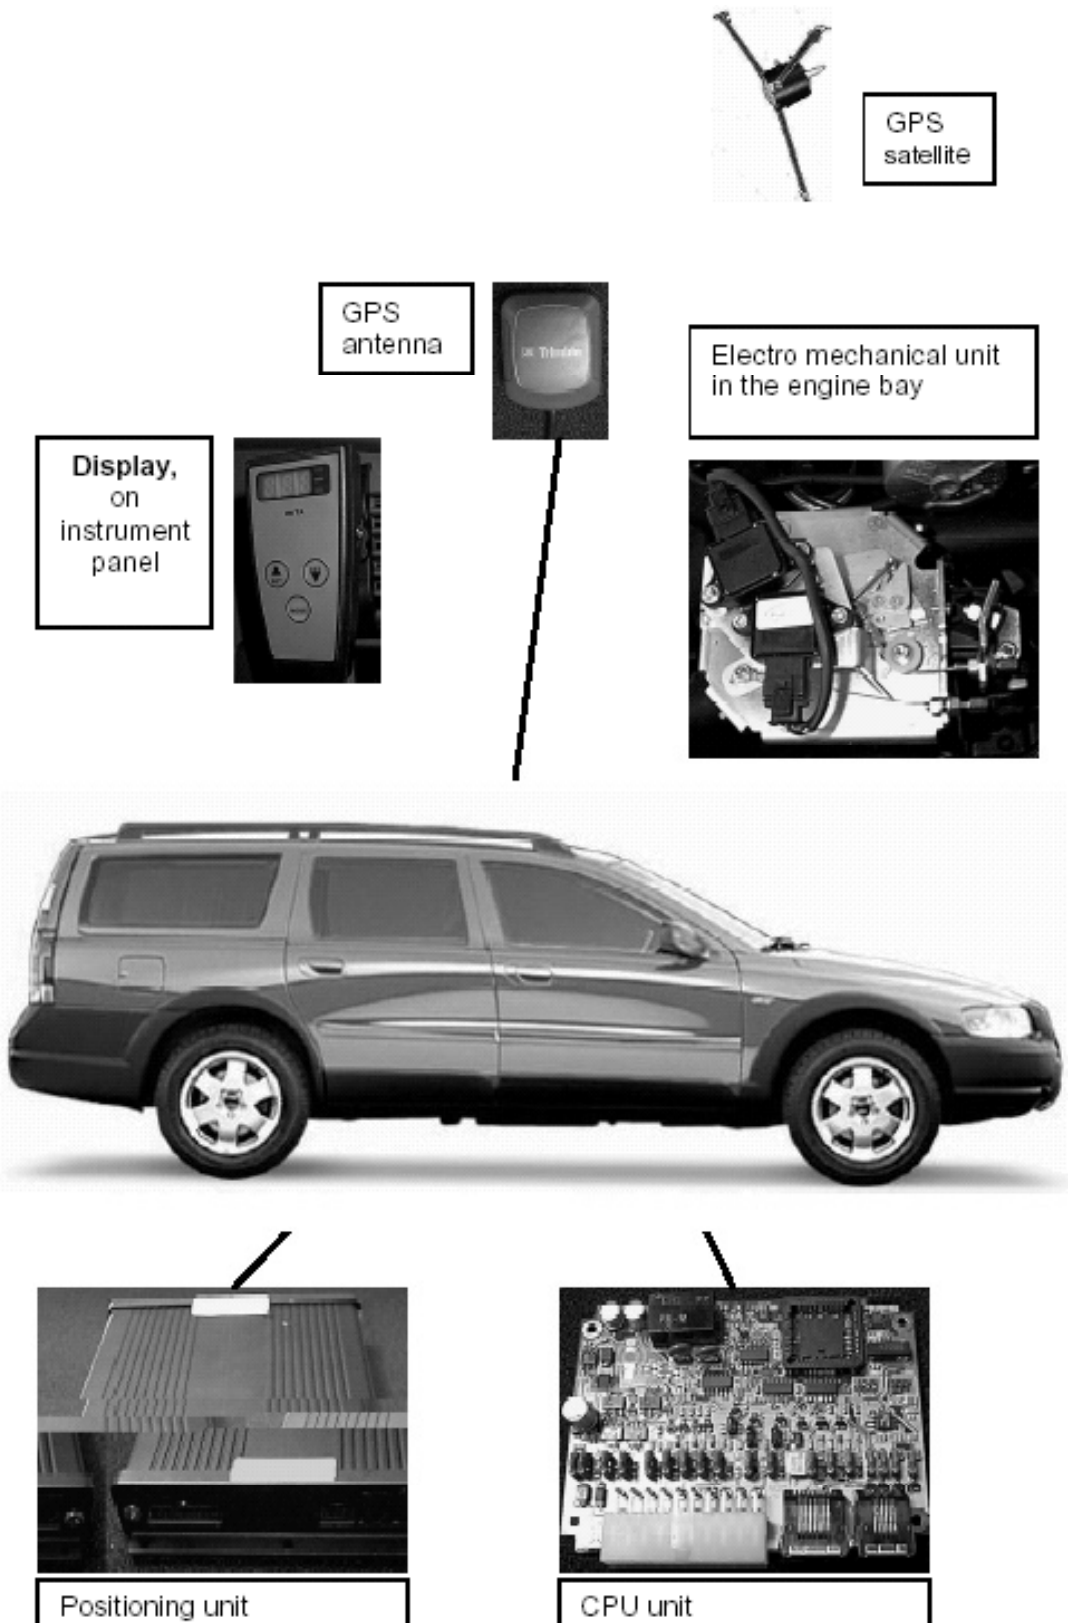 GPS
satellite
GPS
antenna
Trimble
Electro mechanical unit
in the engine bay
Display,
on
instrument
panel
Positioning unit
CPU unit